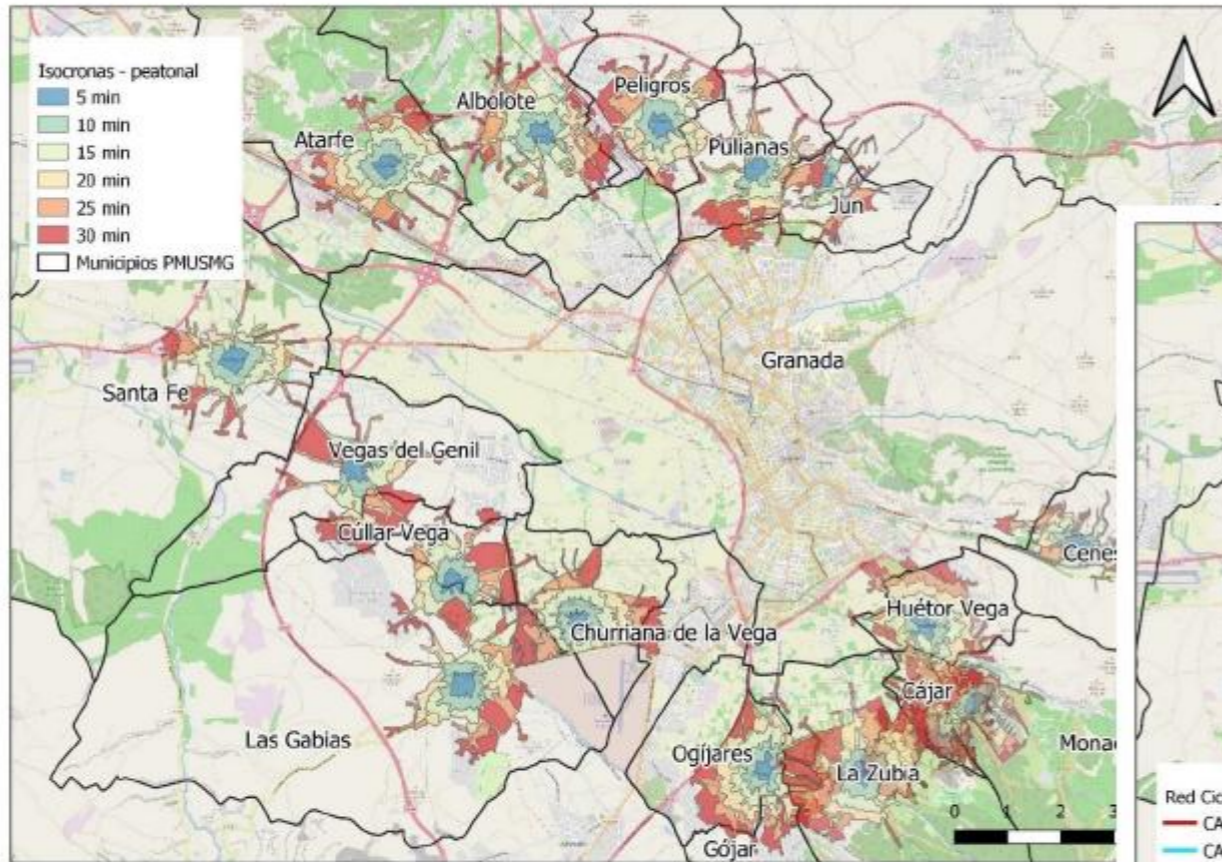 Isocronas - peatonal
5 min
10 min
15 min
20 min
25 min
30 min
Municipios PMUSMG
Peligros
Albolote
Atarfe
Pulianas
Jun
Granada
Santa Fe
Vegas del Genil
Cúllar Vega
Cenes
Huétor Vega
Churriana de la Vega
Cájar
Las Gabias
Ogíjares
La Zubia
Monac
Gójar
0 1 2 3
Red Cic
CA
CA